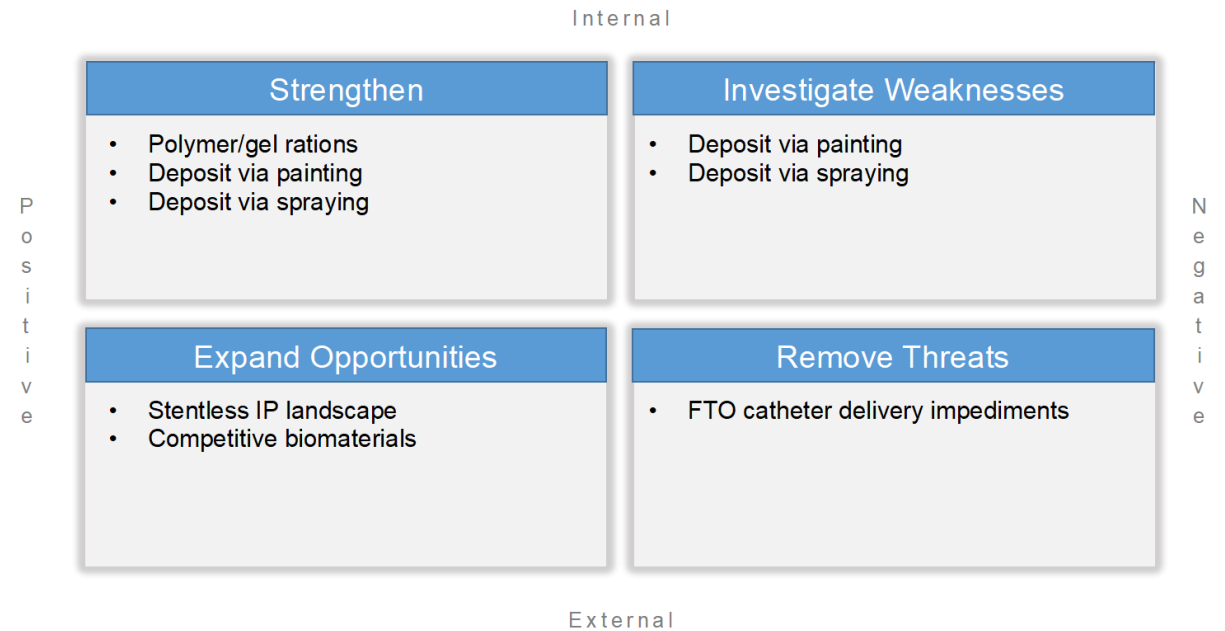 Internal
Strengthen
• Polymer/gel rations
• Deposit via painting
• Deposit via spraying
Investigate Weaknesses
• Deposit via painting
• Deposit via spraying
Positive
Negative
Expand Opportunities
• Stentless IP landscape
• Competitive biomaterials
Remove Threats
• FTO catheter delivery impediments
External